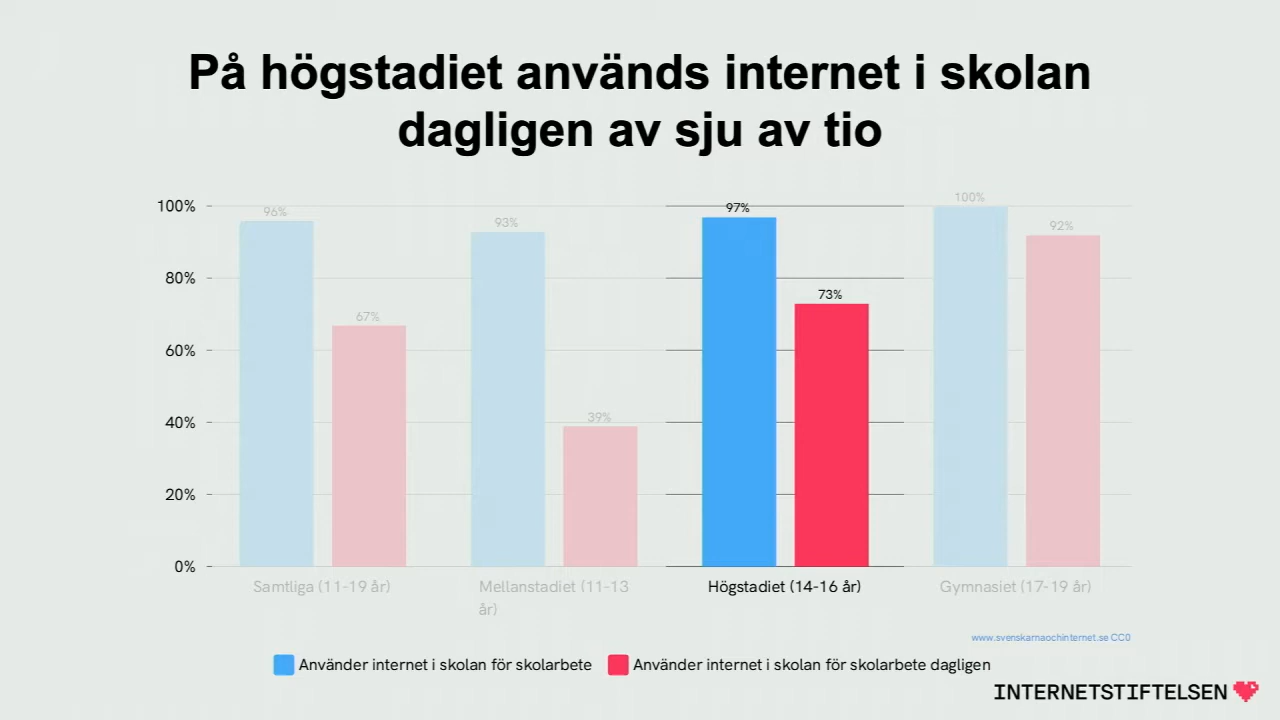 På högstadiet används internet i skolan
dagligen av sju av tio
100%
80%
60%
40%
20%
0%
96%
67%
93%
39%
97%
73%
100%
92%
Samtliga (11-19 år)
Mellanstadiet (11-13
år)
Högstadiet (14-16 år)
Gymnasiet (17-19 år)
www.svenskarnaochinternet.se CC0
Använder internet i skolan för skolarbete
Använder internet i skolan för skolarbete dagligen
INTERNETSTIFTELSEN